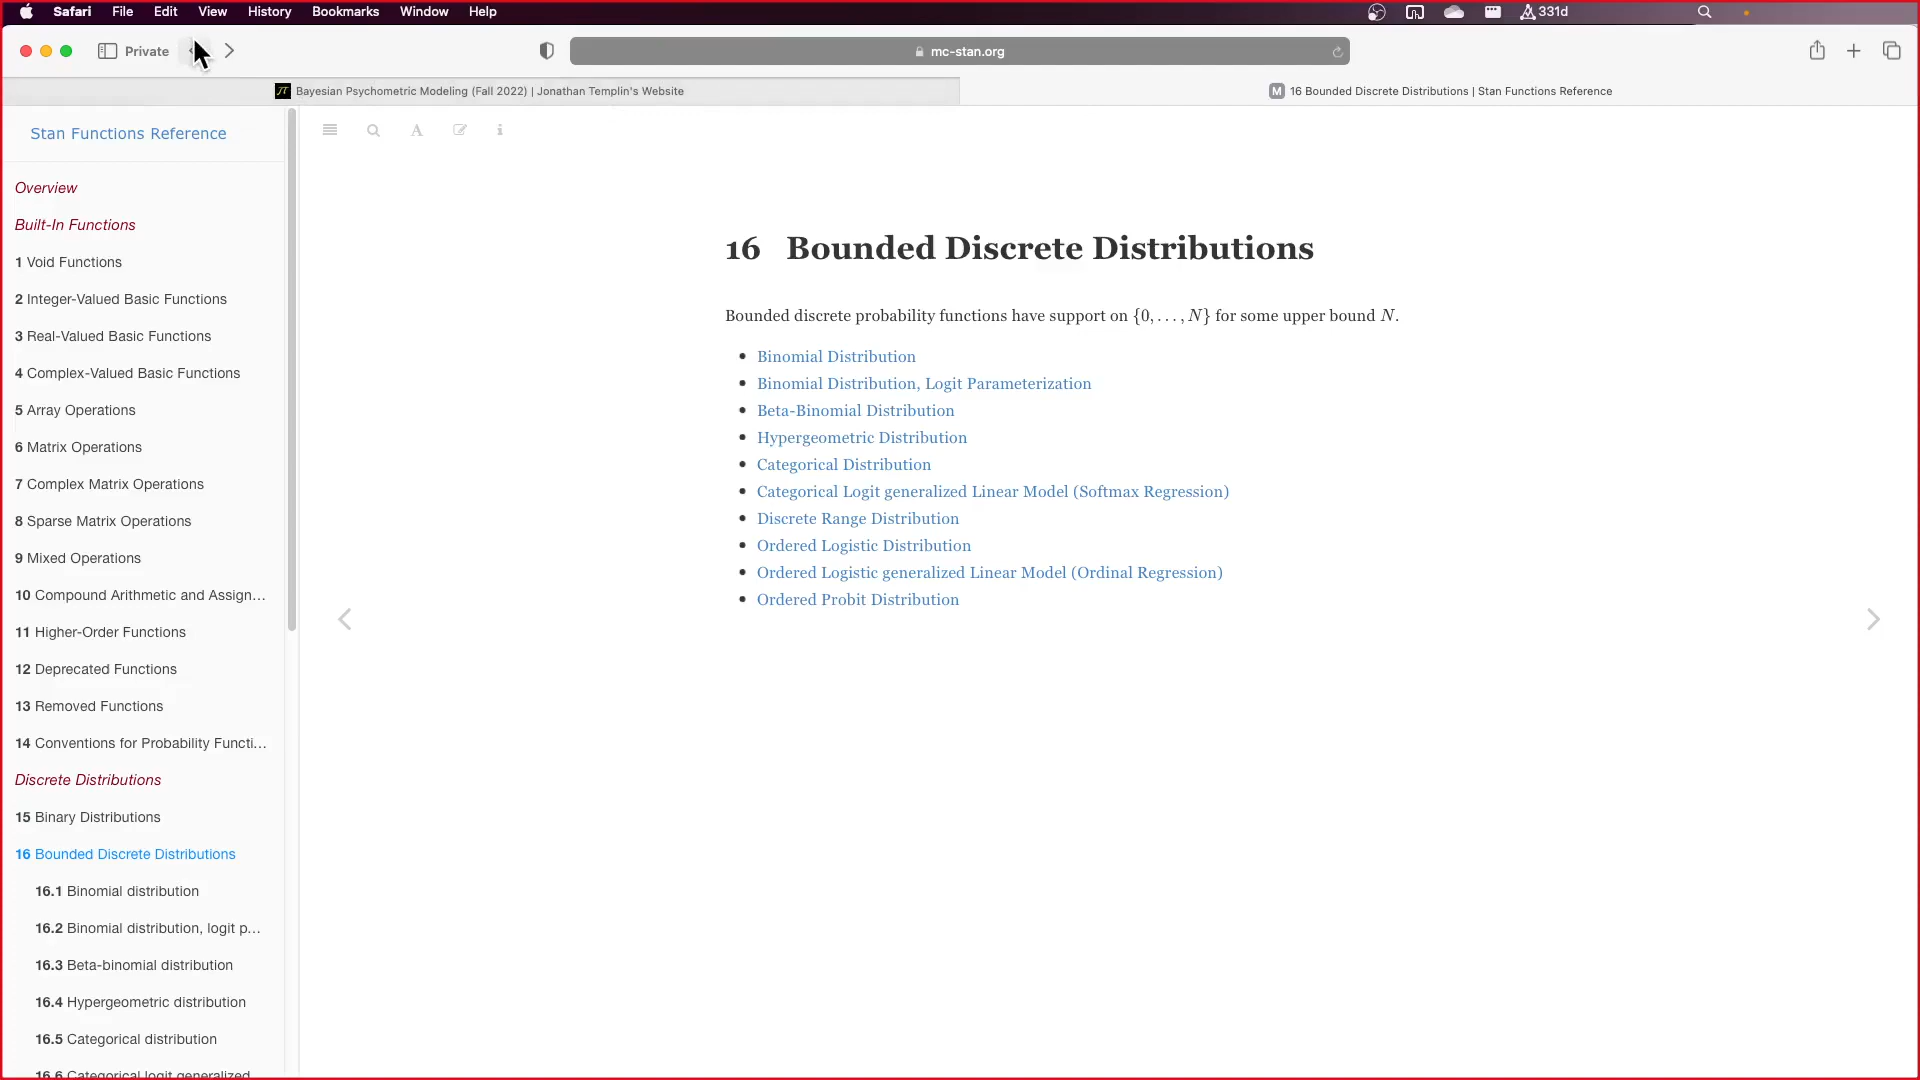 Safari File Edit View History Bookmarks Window Help
331d
Private
mc-stan.org
JT Bayesian Psychometric Modeling (Fall 2022) | Jonathan Templin's Website
M 16 Bounded Discrete Distributions | Stan Functions Reference
Stan Functions Reference
Overview
Built-In Functions
1 Void Functions
2 Integer-Valued Basic Functions
3 Real-Valued Basic Functions
4 Complex-Valued Basic Functions
5 Array Operations
6 Matrix Operations
7 Complex Matrix Operations
8 Sparse Matrix Operations
9 Mixed Operations
10 Compound Arithmetic and Assign...
11 Higher-Order Functions
12 Deprecated Functions
13 Removed Functions
14 Conventions for Probability Functi...
Discrete Distributions
15 Binary Distributions
16 Bounded Discrete Distributions
16.1 Binomial distribution
16.2 Binomial distribution, logit p...
16.3 Beta-binomial distribution
16.4 Hypergeometric distribution
16.5 Categorical distribution
16.6 Categorical logit generalized
A
i
16 Bounded Discrete Distributions
Bounded discrete probability functions have support on {0, . . . , N} for some upper bound N.
• Binomial Distribution
• Binomial Distribution, Logit Parameterization
• Beta-Binomial Distribution
• Hypergeometric Distribution
• Categorical Distribution
• Categorical Logit generalized Linear Model (Softmax Regression)
• Discrete Range Distribution
• Ordered Logistic Distribution
• Ordered Logistic generalized Linear Model (Ordinal Regression)
• Ordered Probit Distribution